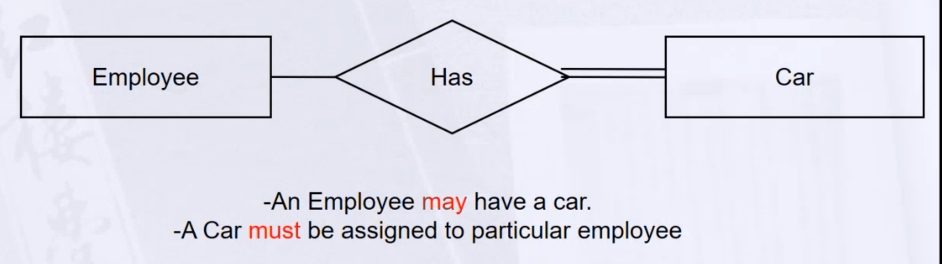 Employee Has Car
-An Employee may have a car.
-A Car must be assigned to particular employee